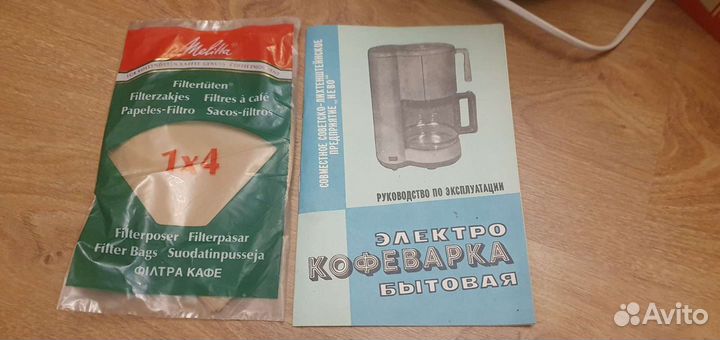 Melitta
Filtertüten®
Filterzakjes Filtres à café
Papeles-Filtro Sacos-filtros
1x4
Filterposer Filterpåsar
Filter Bags Suodatinpusseja
ΦΙΛΤΡΑ ΚΑΦΕ
СОВМЕСТНОЕ СОВЕТСКО-ЛИХТЕНШТЕЙНСКОЕ
ПРЕДПРИЯТИЕ „НЕВО"
РУКОВОДСТВО ПО ЭКСПЛУАТАЦИИ
ЭЛЕКТРО
КОФЕВАРКА
БЫТОВАЯ
Avito